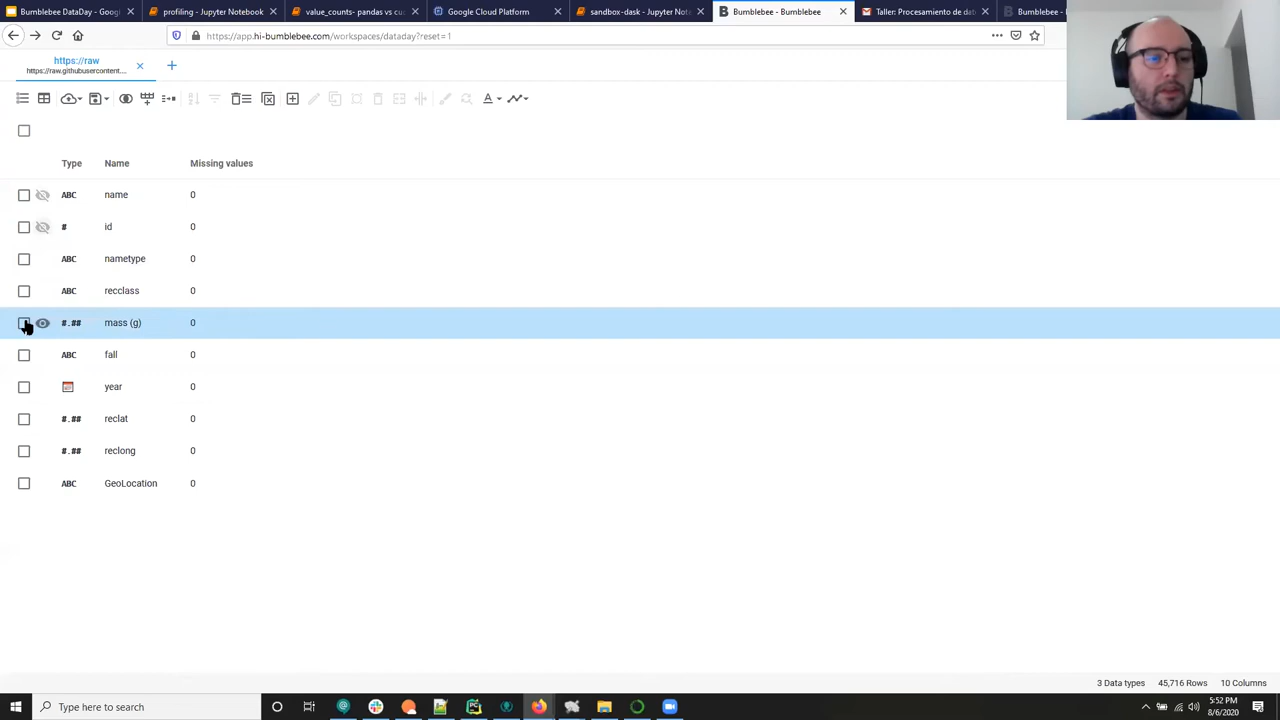 Bumblebee DataDay - Googl
profiling - Jupyter Notebook
value_counts- pandas vs cu
Google Cloud Platform
sandbox-dask - Jupyter Note
Bumblebee - Bumblebee
Taller: Procesamiento de dat
Bumblebee - Bumblebee
https://app.hi-bumblebee.com/workspaces/dataday?reset=1
https://raw
https://raw.githubusercontent....
Type Name Missing values
ABC name 0
# id 0
ABC nametype 0
ABC recclass 0
#.## mass (g) 0
ABC fall 0
year 0
#.## reclat 0
#.## reclong 0
ABC GeoLocation 0
3 Data types 45,716 Rows 10 Columns
Type here to search
5:52 PM
8/6/2020